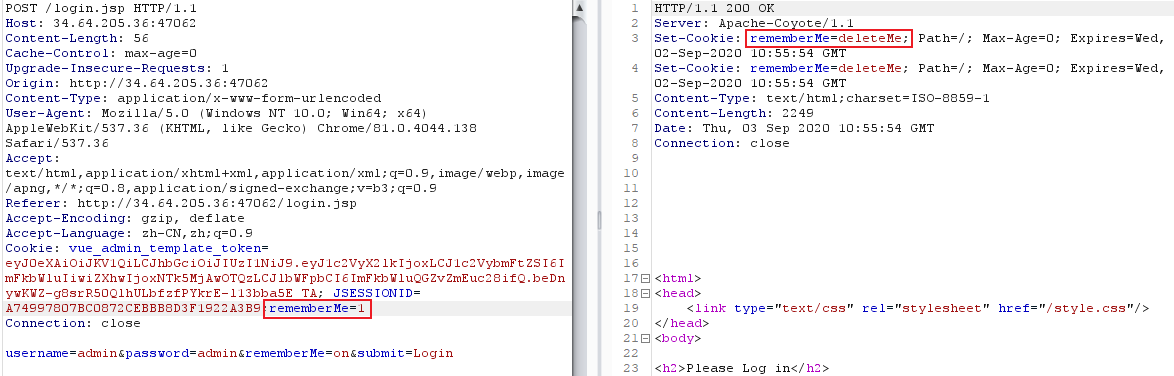 POST /login.jsp HTTP/1.1
Host: 34.64.205.36:47062
Content-Length: 56
Cache-Control: max-age=0
Upgrade-Insecure-Requests: 1
Origin: http://34.64.205.36:47062
Content-Type: application/x-www-form-urlencoded
User-Agent: Mozilla/5.0 (Windows NT 10.0; Win64; x64)
AppleWebKit/537.36 (KHTML, like Gecko) Chrome/81.0.4044.138
Safari/537.36
Accept:
text/html,application/xhtml+xml,application/xml;q=0.9,image/webp,image
/apng,*/*;q=0.8,application/signed-exchange;v=b3;q=0.9
Referer: http://34.64.205.36:47062/login.jsp
Accept-Encoding: gzip, deflate
Accept-Language: zh-CN,zh;q=0.9
Cookie: vue_admin_template_token=
eyJ0eXAiOiJKV1QiLCJhbGciOiJIUzI1NiJ9.eyJ1c2VyX2lkIjoxLCJ1c2VybmFtZSI6I
mFkbWluIiwiZXhwIjoxNTk5MjAwOTQzLCJlbWFpbCI6ImFkbWluQGZvZmEuc28ifQ.beDn
ywKWZ-g8srR5OQlhULbfzfPYkrE-l13bba5E_TA; JSESSIONID=
A74997807BC0872CEBBB8D3F1922A3B9;rememberMe=1
Connection: close
username=admin&password=admin&rememberMe=on&submit=Login
1 HTTP/1.1 200 OK
2 Server: Apache-Coyote/1.1
3 Set-Cookie: rememberMe=deleteMe; Path=/; Max-Age=0; Expires=Wed,
02-Sep-2020 10:55:54 GMT
4 Set-Cookie: rememberMe=deleteMe; Path=/; Max-Age=0; Expires=Wed,
02-Sep-2020 10:55:54 GMT
5 Content-Type: text/html;charset=ISO-8859-1
6 Content-Length: 2249
7 Date: Thu, 03 Sep 2020 10:55:54 GMT
8 Connection: close
9
10
11
12
13
14
15
16
17 <html>
18 <head>
19 <link type="text/css" rel="stylesheet" href="/style.css"/>
20 </head>
21 <body>
22
23 <h2>Please Log in</h2>